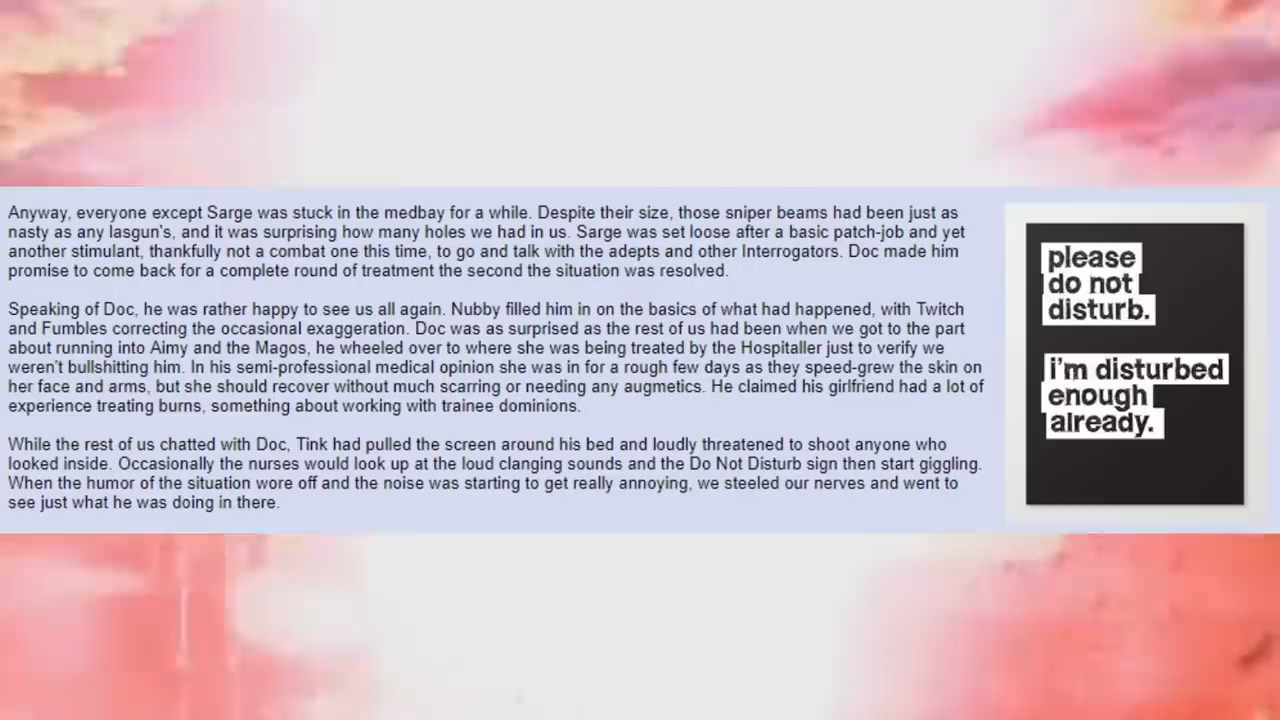 Anyway, everyone except Sarge was stuck in the medbay for a while. Despite their size, those sniper beams had been just as
nasty as any lasgun's, and it was surprising how many holes we had in us. Sarge was set loose after a basic patch-job and yet
another stimulant, thankfully not a combat one this time, to go and talk with the adepts and other Interrogators. Doc made him
promise to come back for a complete round of treatment the second the situation was resolved.
Speaking of Doc, he was rather happy to see us all again. Nubby filled him in on the basics of what had happened, with Twitch
and Fumbles correcting the occasional exaggeration. Doc was as surprised as the rest of us had been when we got to the part
about running into Aimy and the Magos, he wheeled over to where she was being treated by the Hospitaller just to verify we
weren't bullshitting him. In his semi-professional medical opinion she was in for a rough few days as they speed-grew the skin on
her face and arms, but she should recover without much scarring or needing any augmetics. He claimed his girlfriend had a lot of
experience treating burns, something about working with trainee dominions.
While the rest of us chatted with Doc, Tink had pulled the screen around his bed and loudly threatened to shoot anyone who
looked inside. Occasionally the nurses would look up at the loud clanging sounds and the Do Not Disturb sign then start giggling.
When the humor of the situation wore off and the noise was starting to get really annoying, we steeled our nerves and went to
see just what he was doing in there.
please
do not
disturb.
i'm disturbed
enough
already.